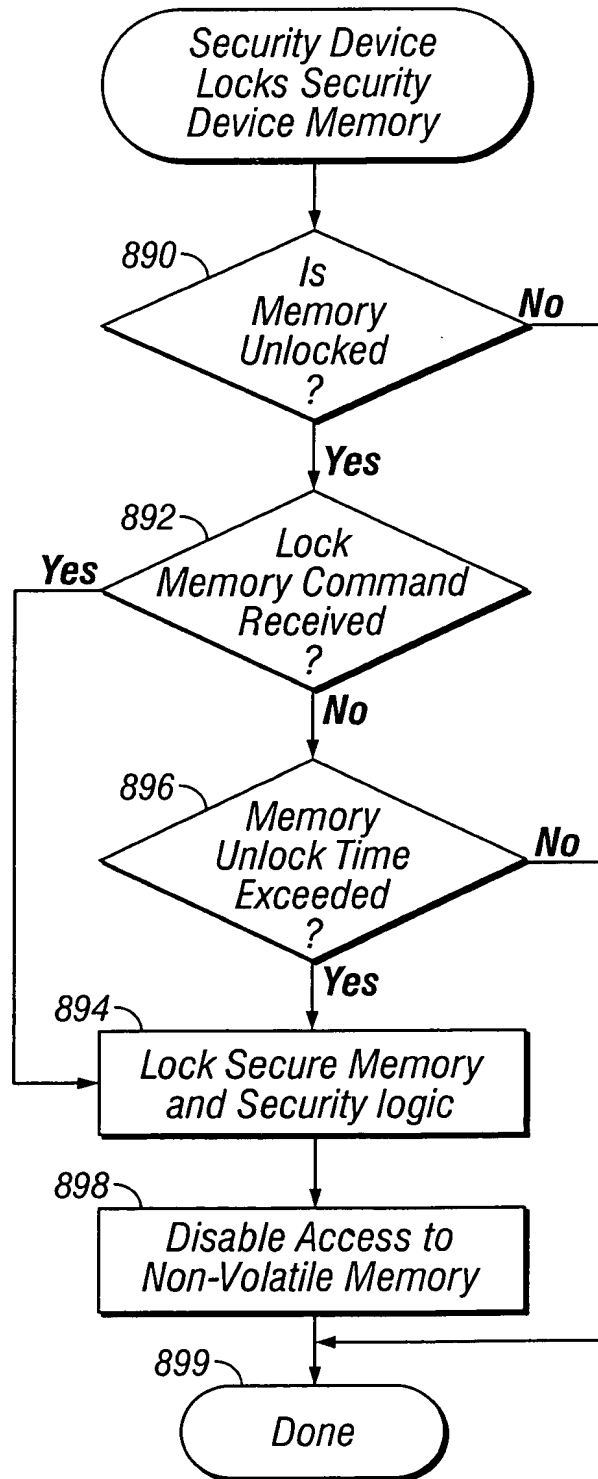 Security Device
Locks Security
Device Memory
890
Is
Memory
Unlocked
?
No
Yes
892
Lock
Memory Command
Received
?
Yes
No
896
Memory
Unlock Time
Exceeded
?
No
Yes
894
Lock Secure Memory
and Security logic
898
Disable Access to
Non-Volatile Memory
899
Done